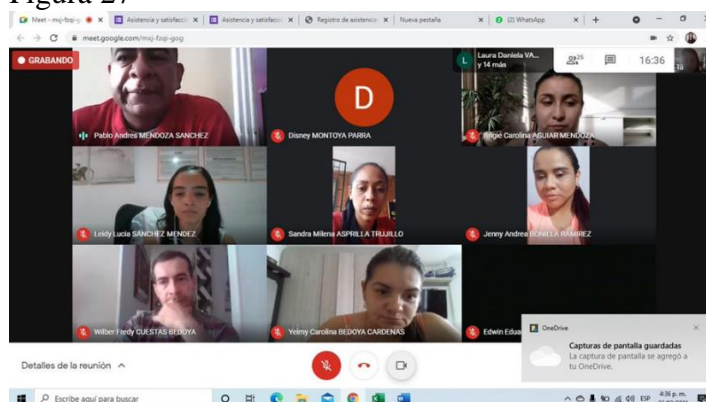 Figura 27
Meet - mxj-fzqi-g
Asistencia y satisfacci
Asistencia y satisfacci
Registro de asistencia
Nueva pestaña
(2) WhatsApp
meet.google.com/mxj-fzqi-gog
GRABANDO
L
Laura Daniela VA...
y 14 más
25
16:36
Tú
D
Pablo Andres MENDOZA SANCHEZ
Disney MONTOYA PARRA
Angie Carolina AGUIAR MENDOZA
Leidy Lucia SANCHEZ MENDEZ
Sandra Milena ASPRILLA TRUJILLO
Jenny Andrea BONILLA RAMIREZ
Wilber Fredy CUESTAS BEDOYA
Yeimy Carolina BEDOYA CARDENAS
Edwin Edua
OneDrive
Capturas de pantalla guardadas
La captura de pantalla se agregó a
tu OneDrive.
Detalles de la reunión
Escribe aquí para buscar
ESP
4:36 p. m.